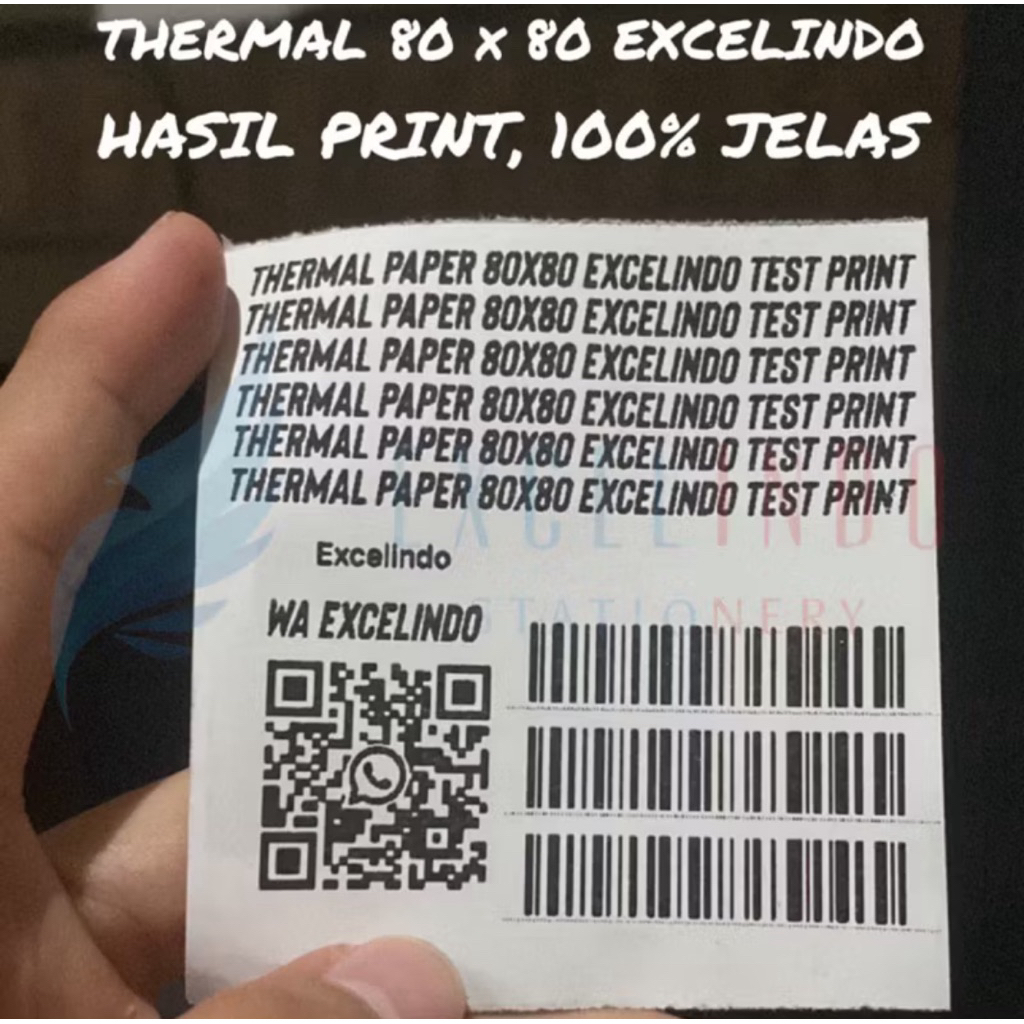 THERMAL 80 x 80 EXCELINDO
HASIL PRINT, 100% JELAS
THERMAL PAPER 80X80 EXCELINDO TEST PRINT
THERMAL PAPER 80X80 EXCELINDO TEST PRINT
THERMAL PAPER 80X80 EXCELINDO TEST PRINT
THERMAL PAPER 80X80 EXCELINDO TEST PRINT
THERMAL PAPER 80X80 EXCELINDO TEST PRINT
THERMAL PAPER 80X80 EXCELINDO TEST PRINT
EXCELINDO
STATIONERY
Excelindo
WA EXCELINDO